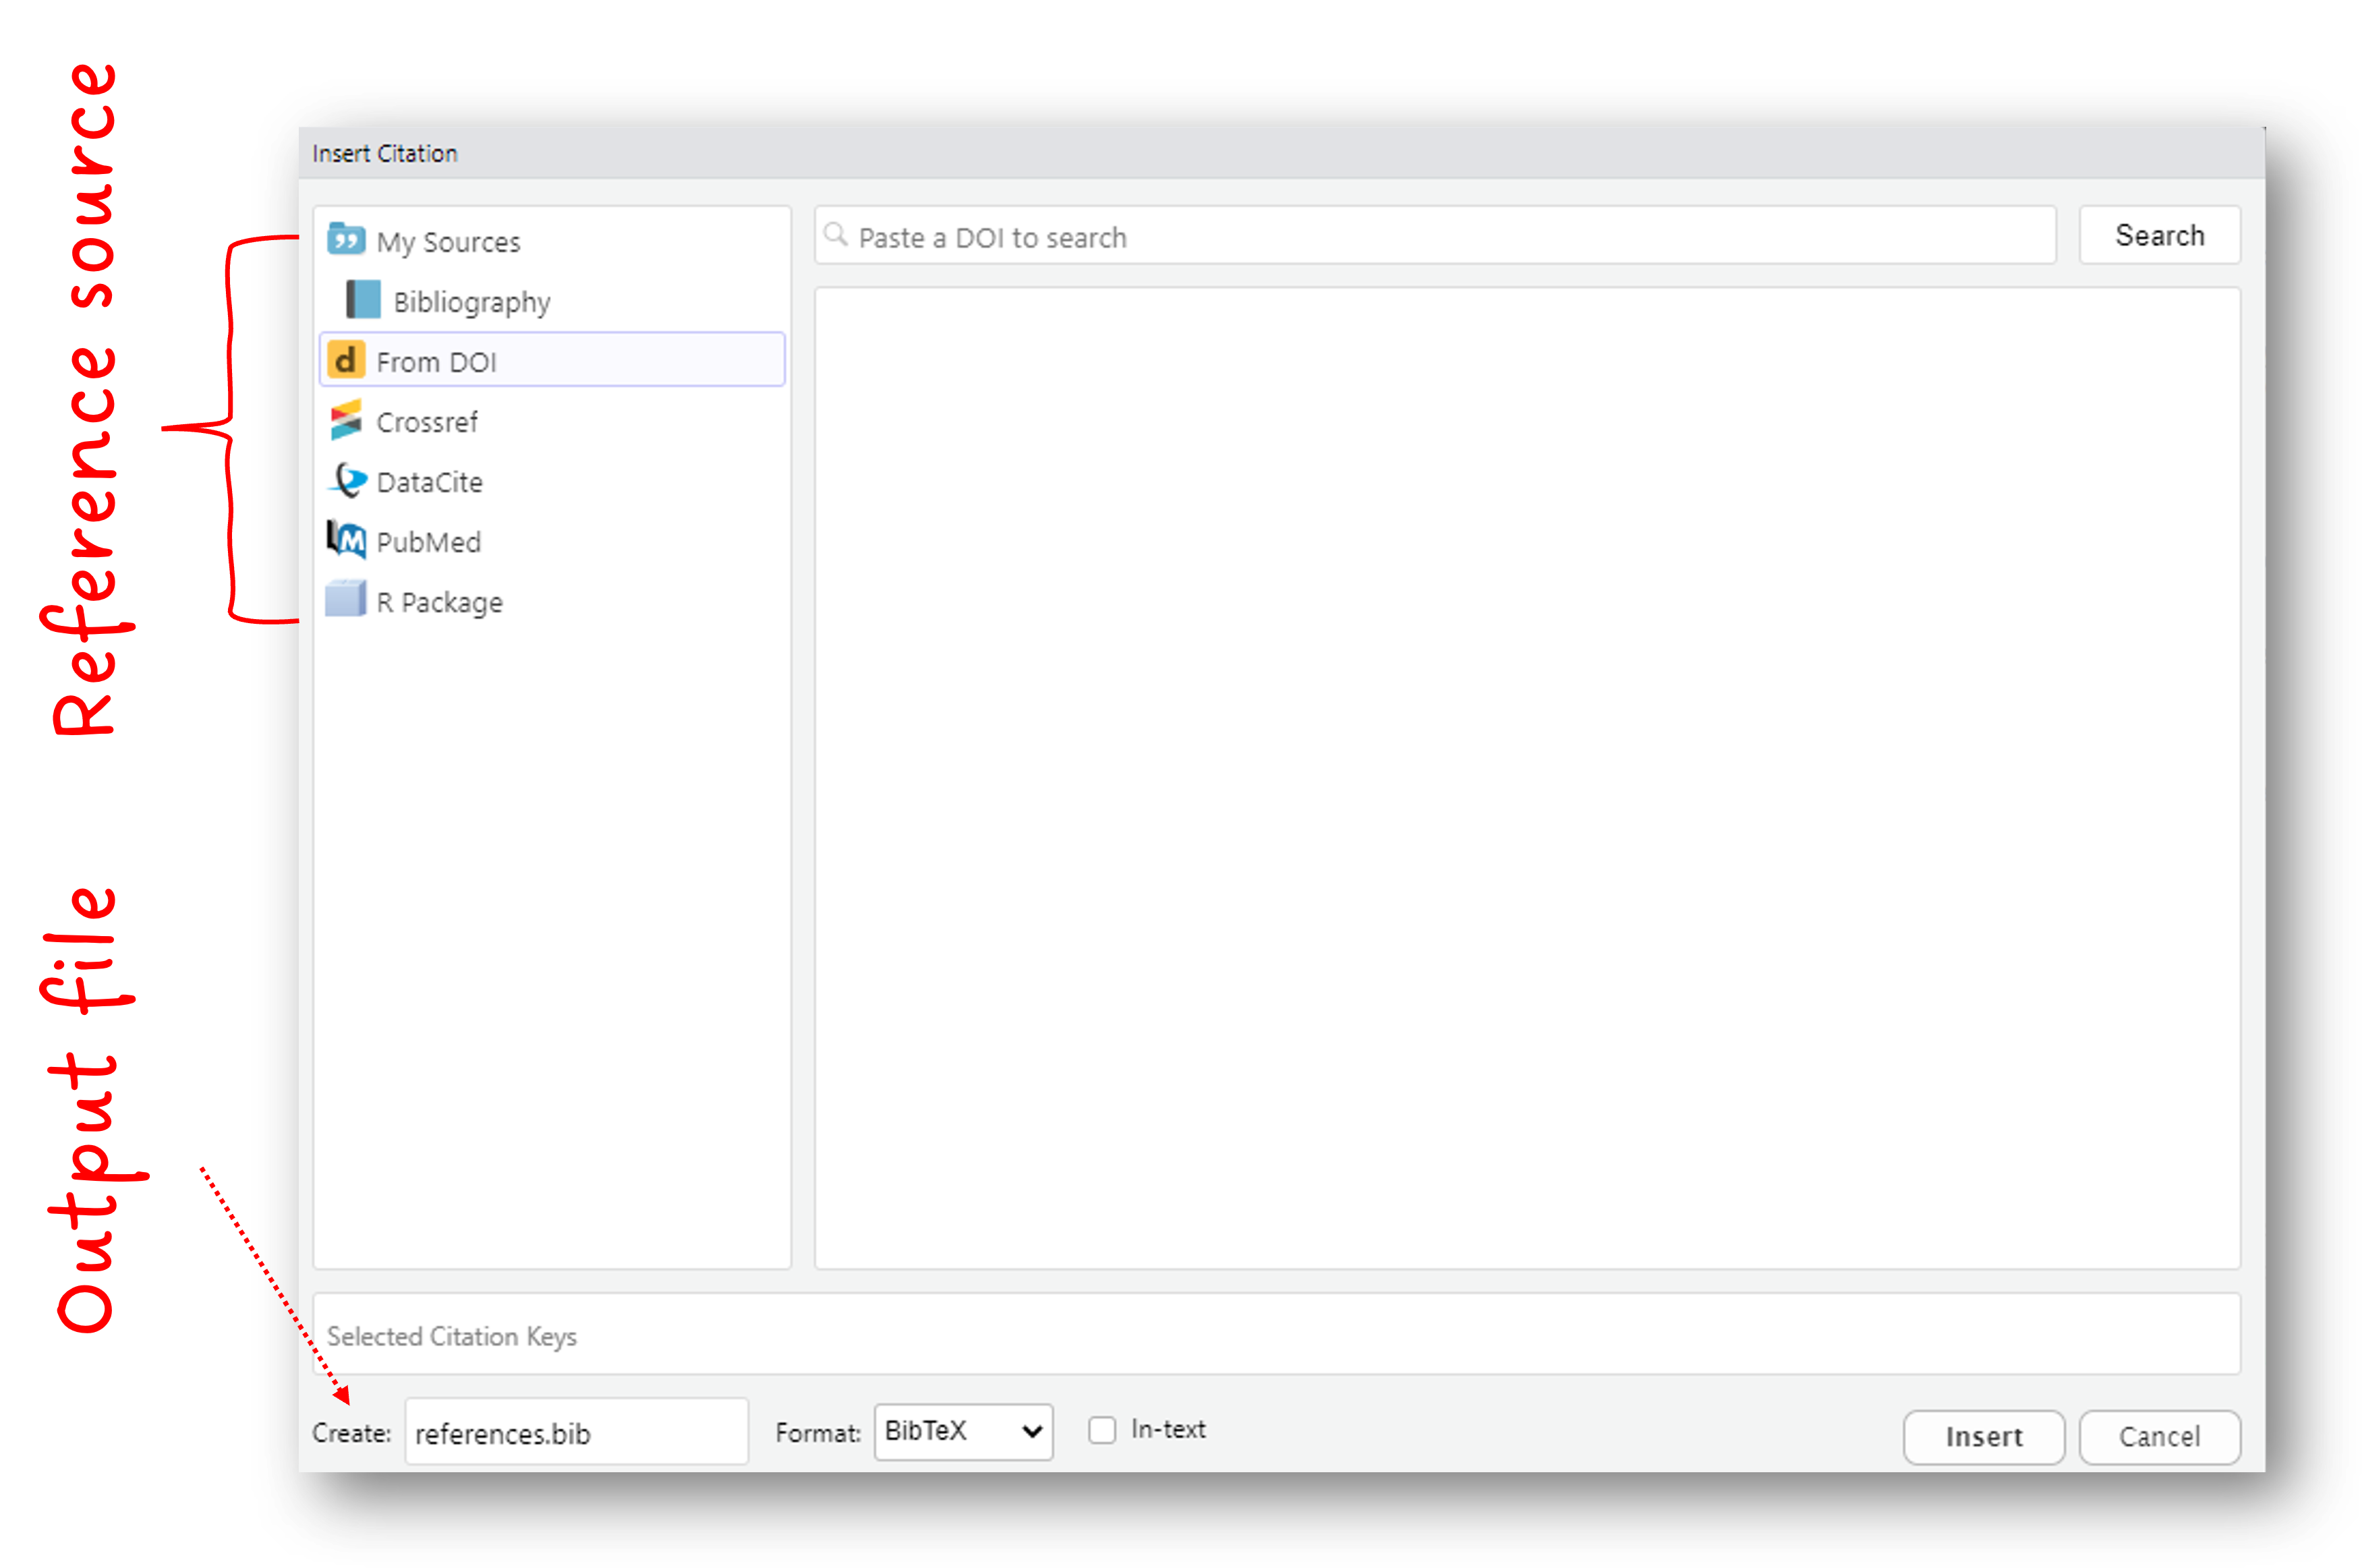 Reference source
Output file
Insert Citation
My Sources
Bibliography
From DOI
Crossref
DataCite
PubMed
R Package
Paste a DOI to search
Search
Selected Citation Keys
Create: references.bib Format: BibTeX In-text Insert Cancel